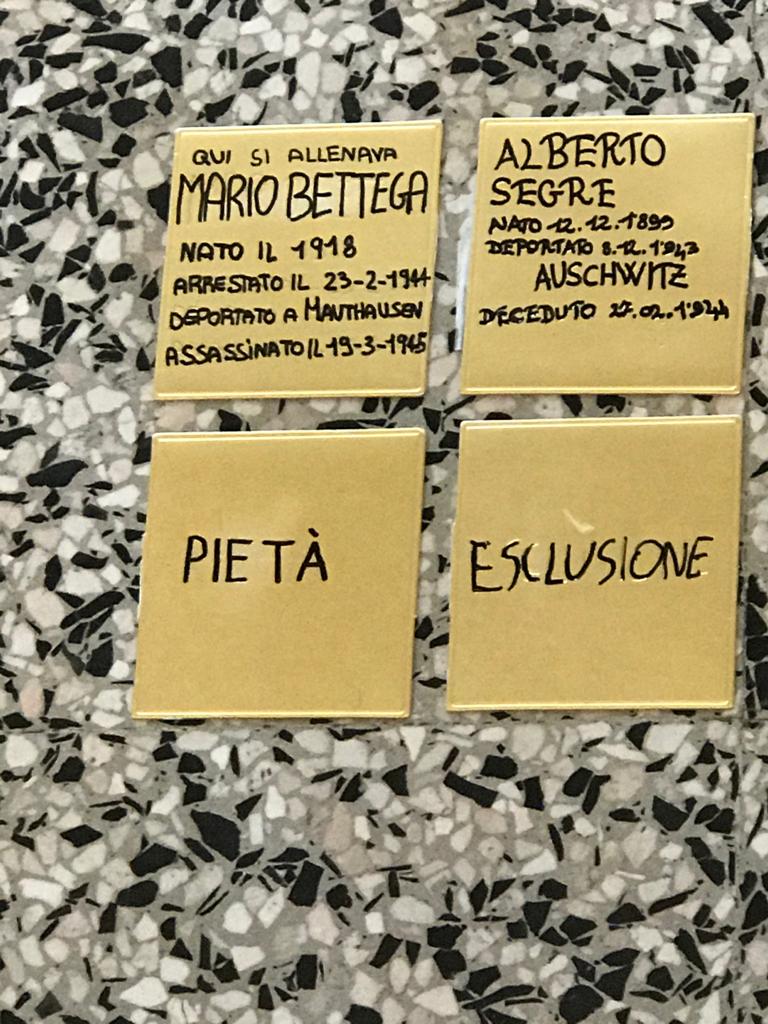 QUI SI ALLENAVA
MARIO BETTEGA
NATO IL 1918
ARRESTATO IL 23-2-1944
DEPORTATO A MAUTHAUSEN
ASSASSINATO IL 19-3-1945
ALBERTO
SEGRE
NATO 12.12.1899
DEPORTATO 8.12.1943
AUSCHWITZ
DECEDUTO 27.02.1944
PIETÀ
ESCLUSIONE